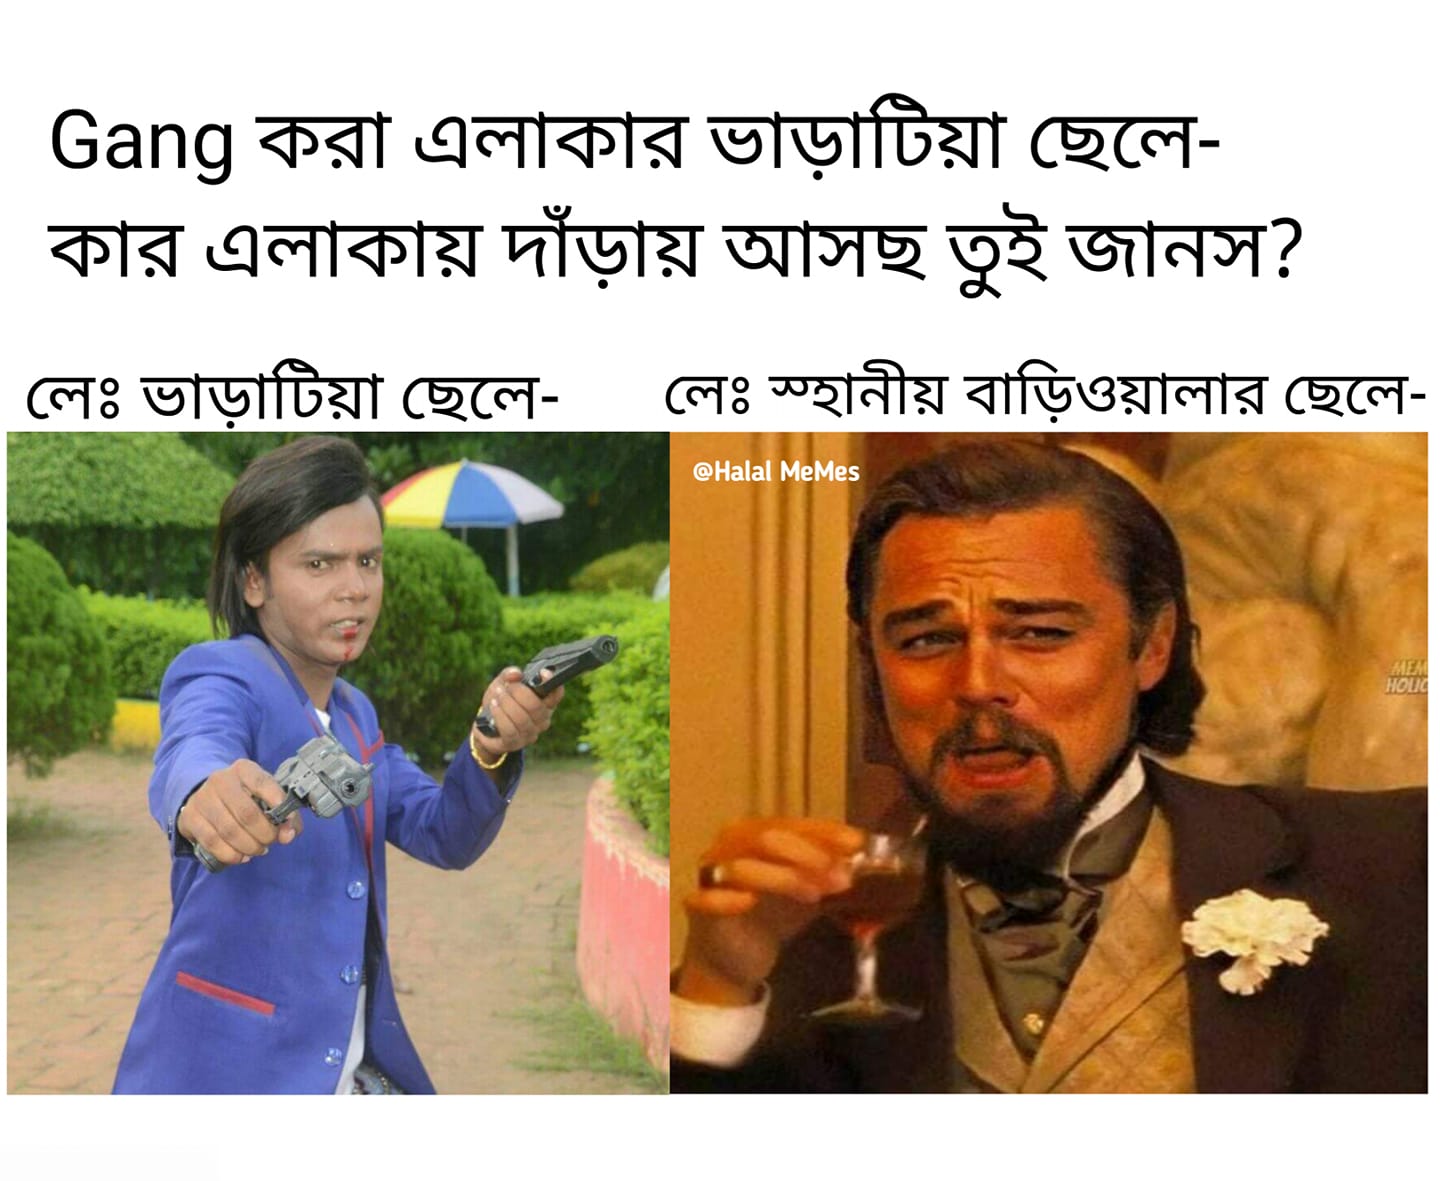 Gang করা এলাকার ভাড়াটিয়া ছেলে-
কার এলাকায় দাঁড়ায় আসছ তুই জানস?
লেঃ ভাড়াটিয়া ছেলে-
লেঃ স্হানীয় বাড়িওয়ালার ছেলে-
@Halal MeMes